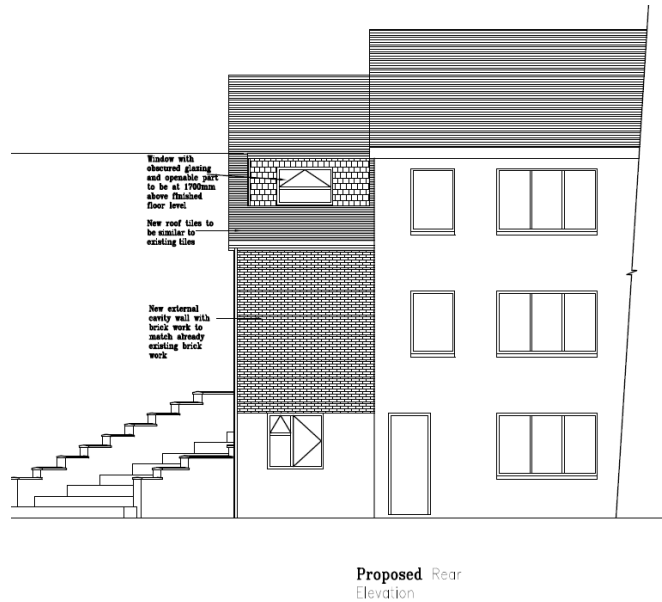 Window with
obscured glazing
and openable part
to be at 1700mm
above finished
floor level
New roof tiles to
be similar to
existing tiles
New external
cavity wall with
brick work to
match already
existing brick
work
Proposed Rear
Elevation